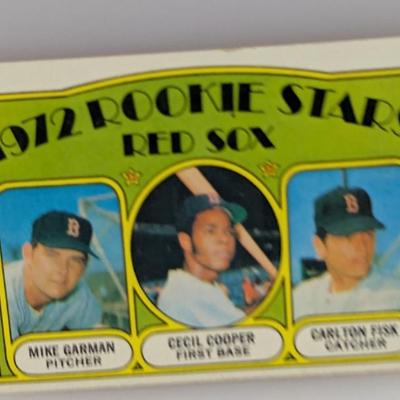 1972 ROOKIE STARS
RED SOX
B
B
MIKE GARMAN
PITCHER
CECIL COOPER
FIRST BASE
CARLTON FISK
CATCHER